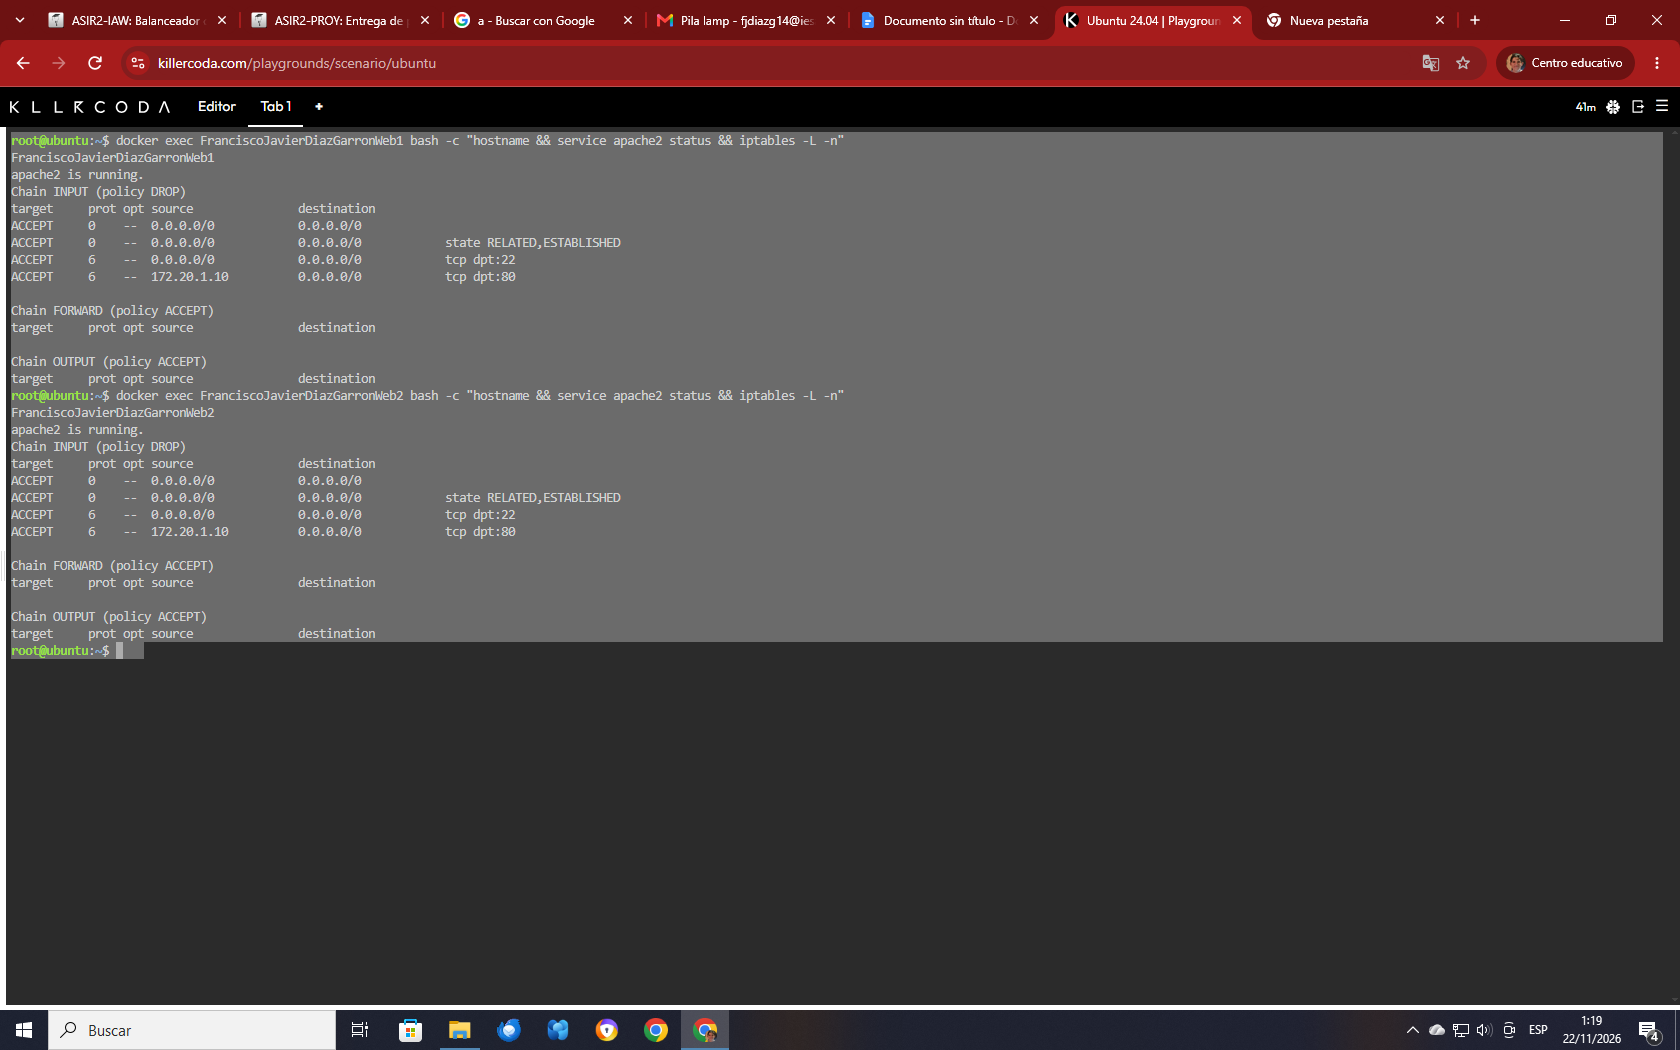 ASIR2-IAW: Balanceador
ASIR2-PROY: Entrega de
a - Buscar con Google
Pila lamp - fjdiazg14@ies
Documento sin título - D
Ubuntu 24.04 | Playgroun
Nueva pestaña
killercoda.com/playgrounds/scenario/ubuntu
Centro educativo
Editor
Tab 1
+
41m
root@ubuntu:~$ docker exec FranciscoJavierDiazGarronWeb1 bash -c "hostname && service apache2 status && iptables -L -n"
FranciscoJavierDiazGarronWeb1
apache2 is running.
Chain INPUT (policy DROP)
target     prot opt source               destination
ACCEPT     0    --  0.0.0.0/0            0.0.0.0/0
ACCEPT     0    --  0.0.0.0/0            0.0.0.0/0            state RELATED,ESTABLISHED
ACCEPT     6    --  0.0.0.0/0            0.0.0.0/0            tcp dpt:22
ACCEPT     6    --  172.20.1.10          0.0.0.0/0            tcp dpt:80
Chain FORWARD (policy ACCEPT)
target     prot opt source               destination
Chain OUTPUT (policy ACCEPT)
target     prot opt source               destination
root@ubuntu:~$ docker exec FranciscoJavierDiazGarronWeb2 bash -c "hostname && service apache2 status && iptables -L -n"
FranciscoJavierDiazGarronWeb2
apache2 is running.
Chain INPUT (policy DROP)
target     prot opt source               destination
ACCEPT     0    --  0.0.0.0/0            0.0.0.0/0
ACCEPT     0    --  0.0.0.0/0            0.0.0.0/0            state RELATED,ESTABLISHED
ACCEPT     6    --  0.0.0.0/0            0.0.0.0/0            tcp dpt:22
ACCEPT     6    --  172.20.1.10          0.0.0.0/0            tcp dpt:80
Chain FORWARD (policy ACCEPT)
target     prot opt source               destination
Chain OUTPUT (policy ACCEPT)
target     prot opt source               destination
root@ubuntu:~$
Buscar
ESP
1:19
22/11/2026
4